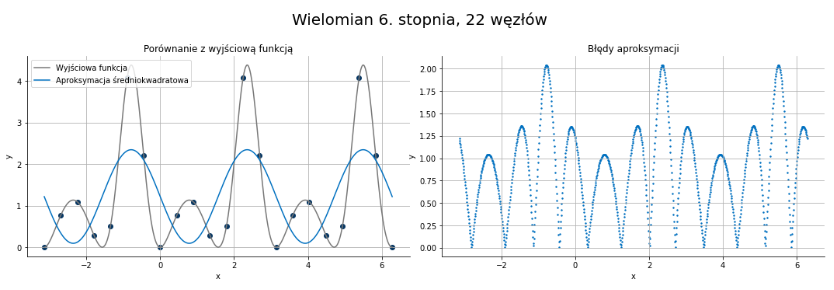 Wielomian 6. stopnia, 22 węzłów
Porównanie z wyjściową funkcją
Wyjściowa funkcja
Aproksymacja średniokwadratowa
y
4
3
2
1
0
−2
0
2
4
6
x
Błędy aproksymacji
y
2.00
1.75
1.50
1.25
1.00
0.75
0.50
0.25
0.00
−2
0
2
4
6
x